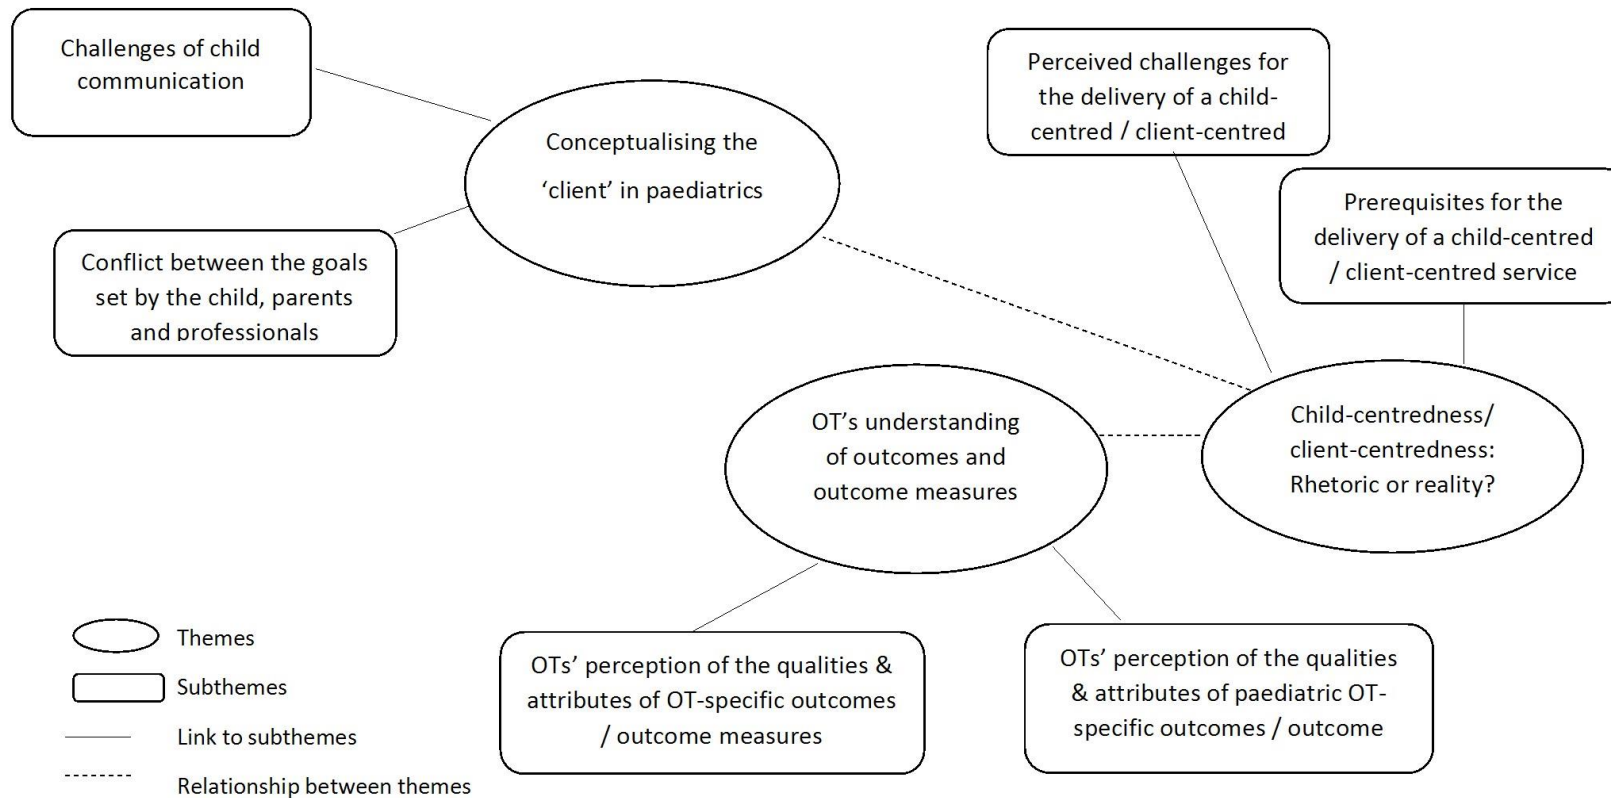 Challenges of child
communication
Perceived challenges for
the delivery of a child-
centred / client-centred
Conceptualising the
‘client’ in paediatrics
Prerequisites for the
delivery of a child-centred
/ client-centred service
Conflict between the goals
set by the child, parents
and professionals
OT’s understanding
of outcomes and
outcome measures
Child-centredness/
client-centredness:
Rhetoric or reality?
OTs’ perception of the qualities &
attributes of OT-specific outcomes
/ outcome measures
OTs’ perception of the qualities
& attributes of paediatric OT-
specific outcomes / outcome
Themes
Subthemes
Link to subthemes
Relationship between themes